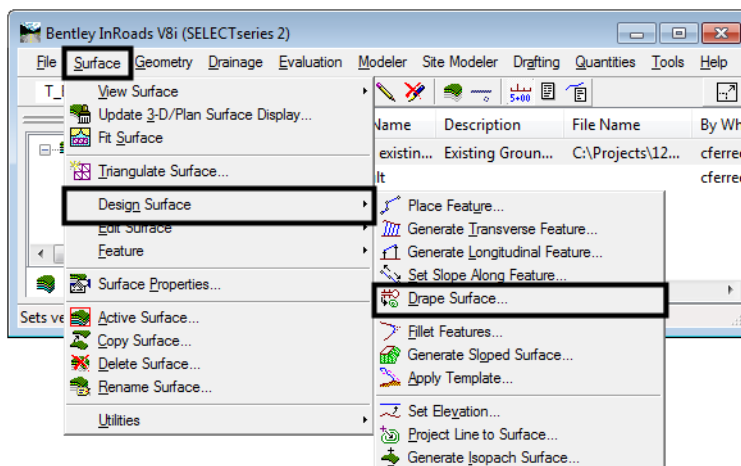 Bentley InRoads V8i (SELECTseries 2)
File Surface Geometry Drainage Evaluation Modeler Site Modeler Drafting Quantities Tools Help
View Surface
Update 3-D/Plan Surface Display...
Fit Surface
Triangulate Surface...
Design Surface
Edit Surface
Feature
Surface Properties...
Active Surface...
Copy Surface...
Delete Surface...
Rename Surface...
Utilities
5+00
Name Description File Name By Wh
existin... Existing Groun... C:\Projects\12... cferre
lt cferre
Place Feature...
Generate Transverse Feature...
Generate Longitudinal Feature...
Set Slope Along Feature...
Drape Surface...
Fillet Features...
Generate Sloped Surface...
Apply Template...
Set Elevation...
Project Line to Surface...
Generate Isopach Surface...
Sets ve